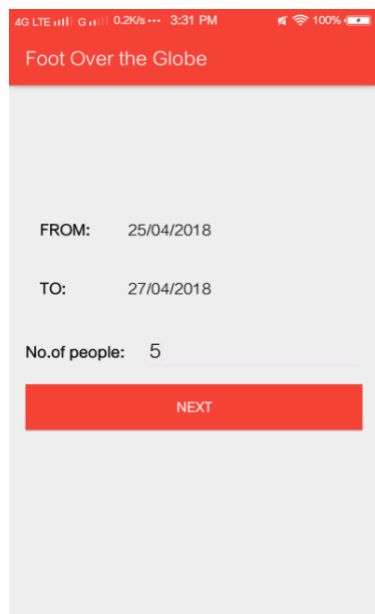 4G LTE G 0.2K/s ... 3:31 PM 100%
Foot Over the Globe
FROM: 25/04/2018
TO: 27/04/2018
No.of people: 5
NEXT